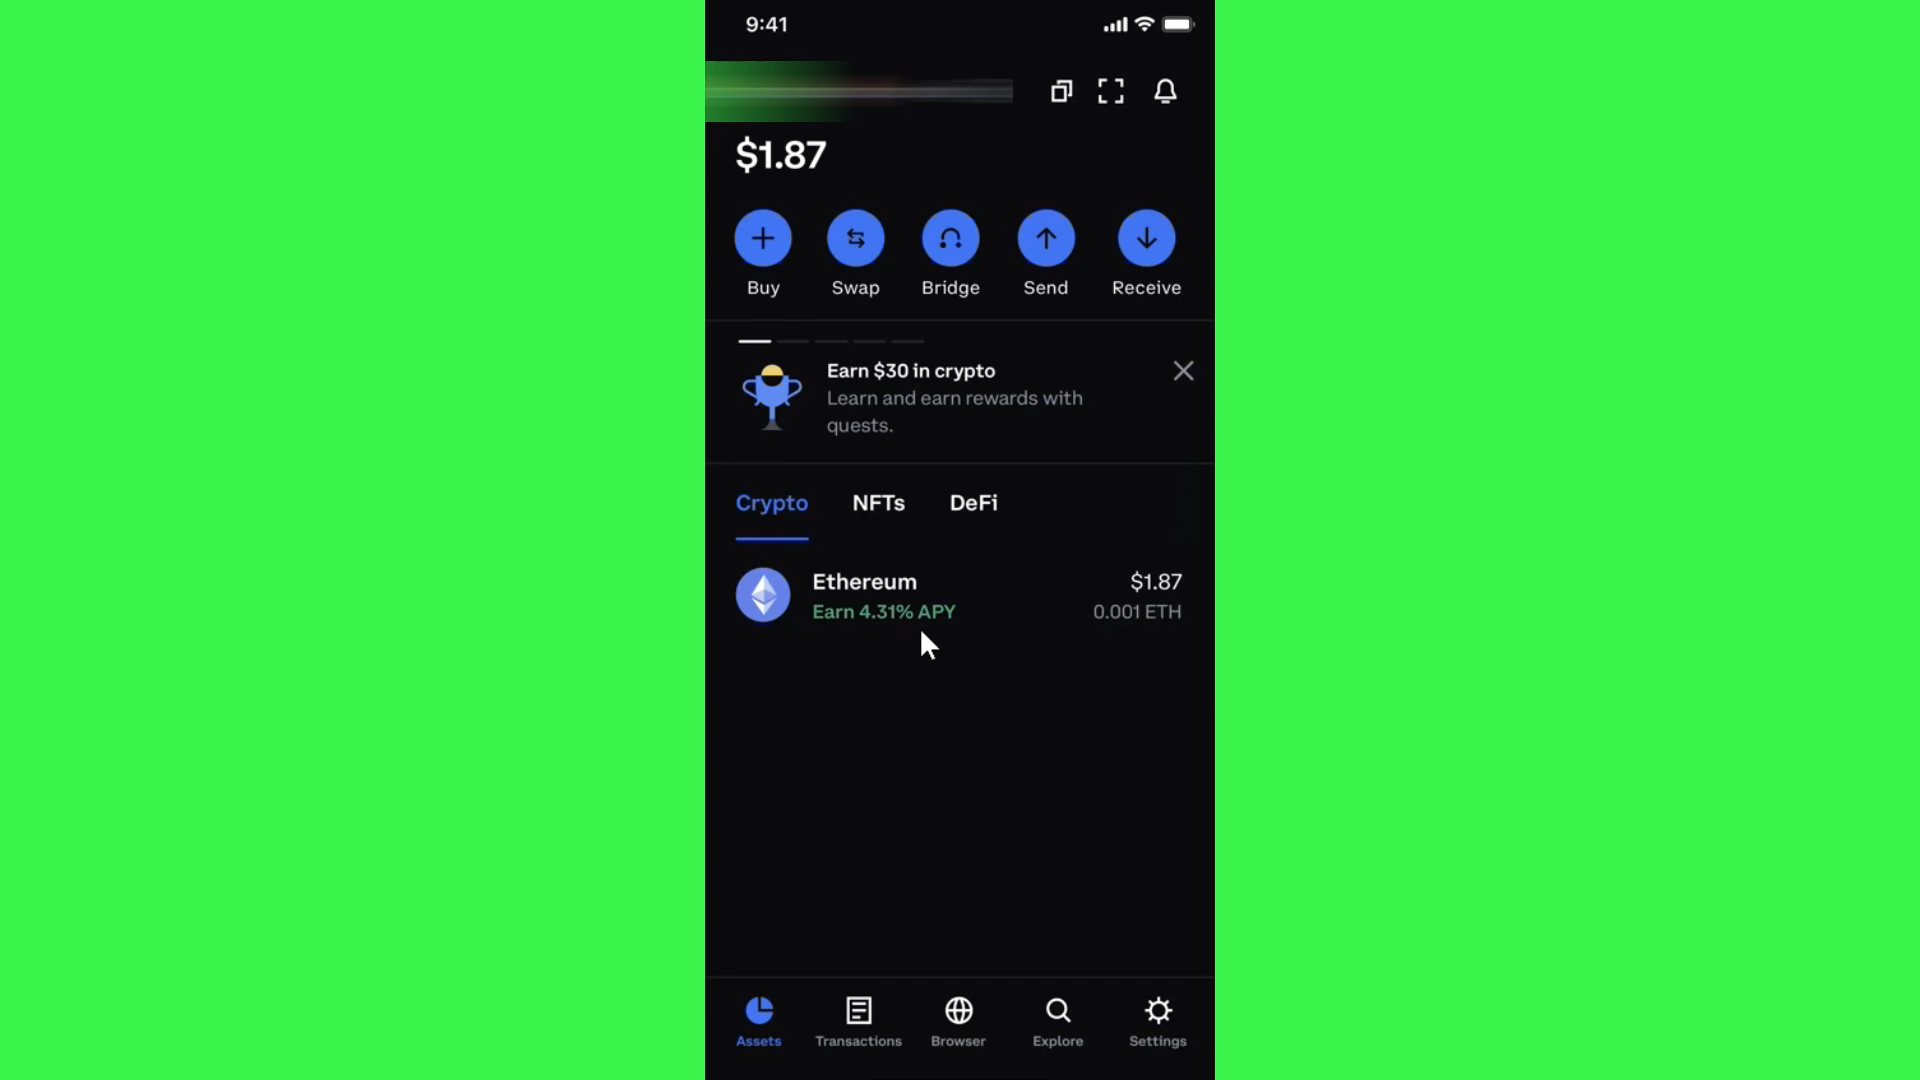 9:41
$1.87
Buy Swap Bridge Send Receive
Earn $30 in crypto
Learn and earn rewards with
quests.
Crypto NFTs DeFi
Ethereum $1.87
Earn 4.31% APY 0.001 ETH
Assets Transactions Browser Explore Settings